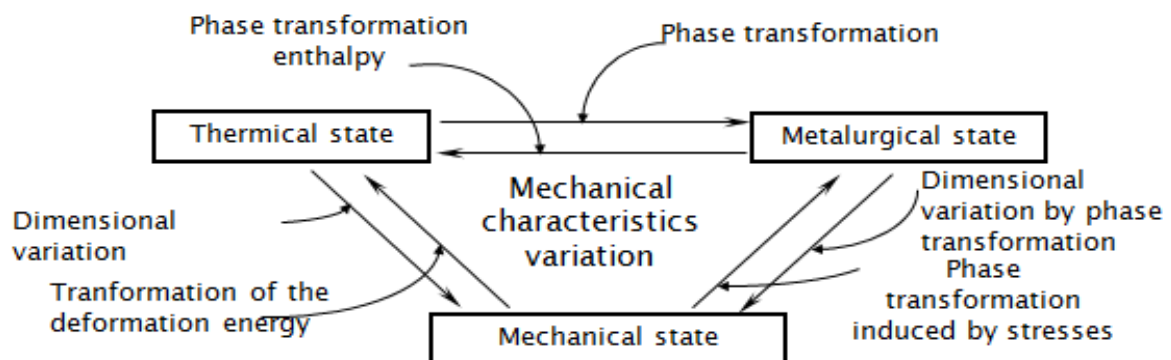 Phase transformation
enthalpy
Phase transformation
Thermical state
Metalurgical state
Mechanical
characteristics
variation
Dimensional
variation
Dimensional
variation by phase
transformation
Tranformation of the
deformation energy
Phase
transformation
induced by stresses
Mechanical state